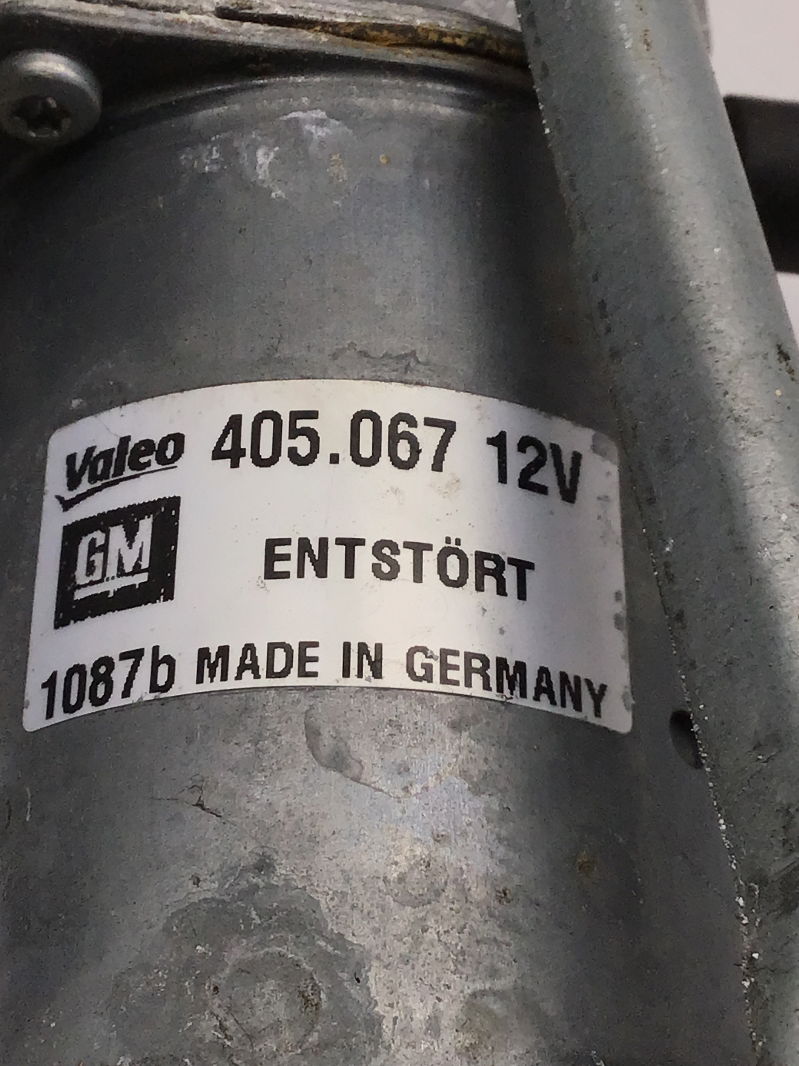 Valeo 405.067 12V
GM ENTSTÖRT
1087b MADE IN GERMANY